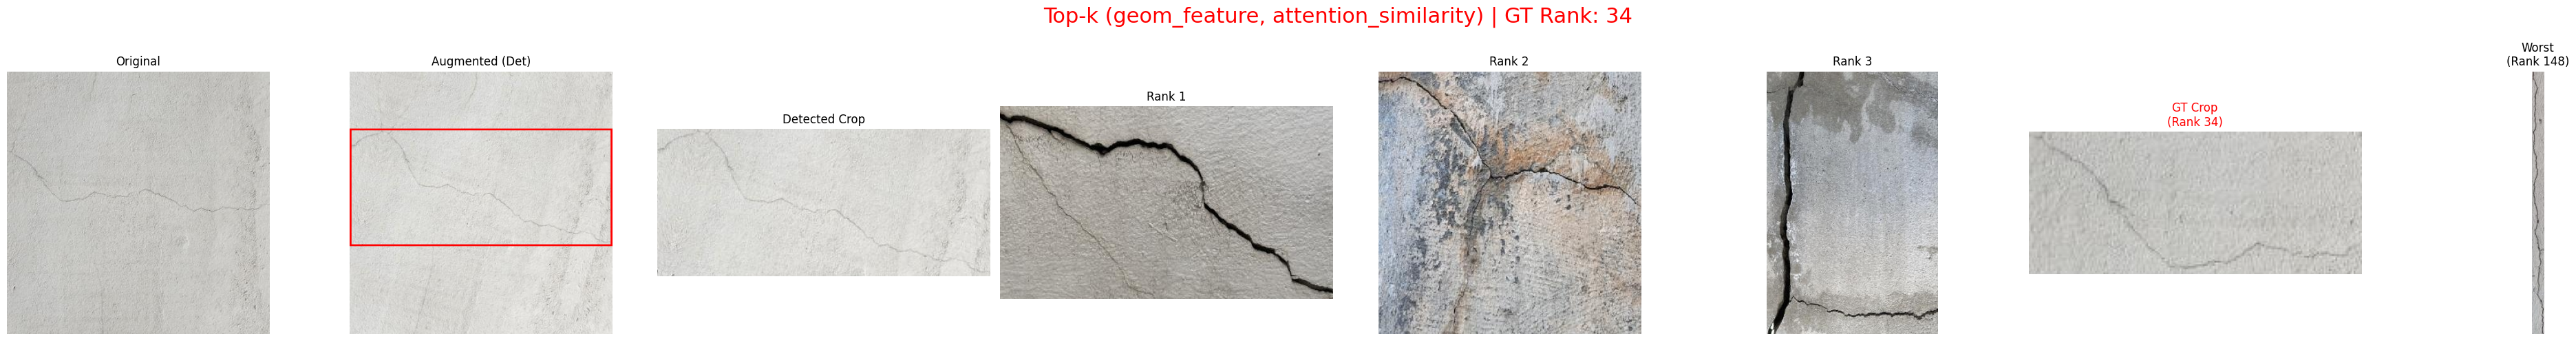 Top-k (geom_feature, attention_similarity) | GT Rank: 34
Original
Augmented (Det)
Detected Crop
Rank 1
Rank 2
Rank 3
GT Crop
(Rank 34)
Worst
(Rank 148)